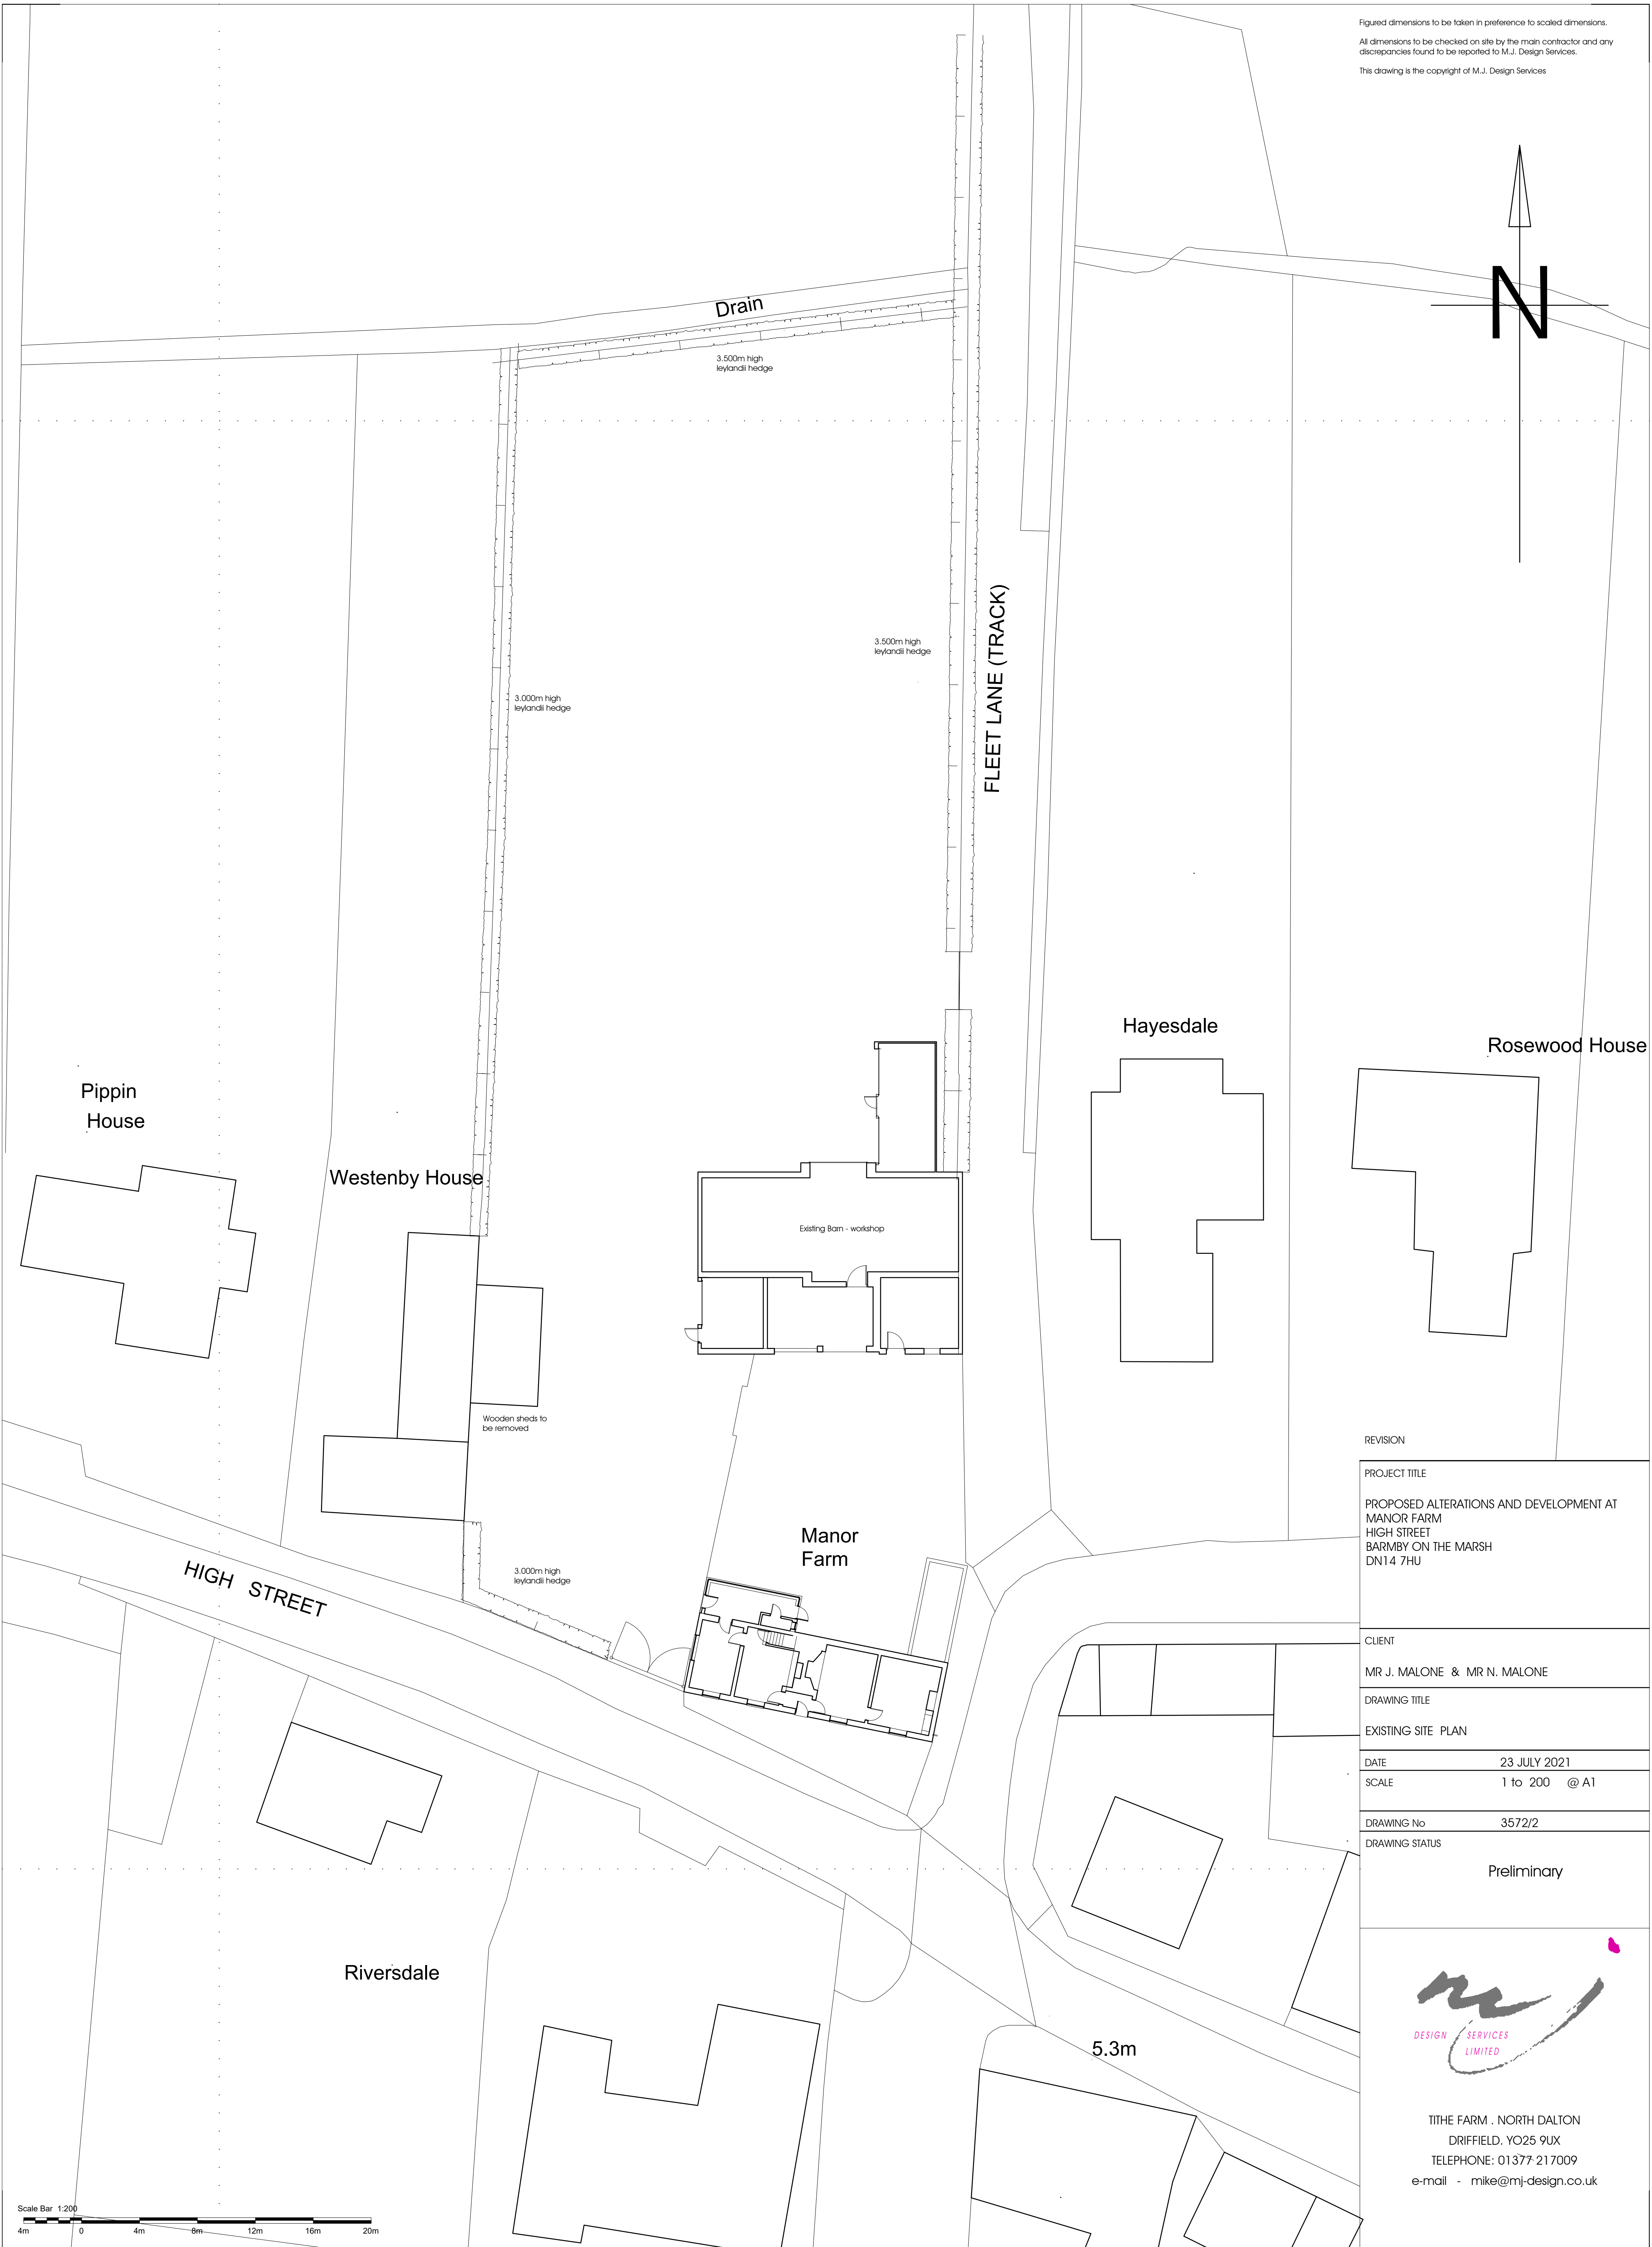 Figured dimensions to be taken in preference to scaled dimensions.
All dimensions to be checked on site by the main contractor and any
discrepancies found to be reported to M.J. Design Services.
This drawing is the copyright of M.J. Design Services
N
Drain
3.500m high
leylandii hedge
FLEET LANE (TRACK)
3.500m high
leylandii hedge
3.000m high
leylandii hedge
Hayesdale
Rosewood House
Pippin
House
Westenby House
Existing Barn - workshop
Wooden sheds to
be removed
Manor
Farm
3.000m high
leylandii hedge
HIGH STREET
Riversdale
5.3m
Scale Bar 1:200
4m 0 4m 8m 12m 16m 20m
REVISION
PROJECT TITLE
PROPOSED ALTERATIONS AND DEVELOPMENT AT
MANOR FARM
HIGH STREET
BARMBY ON THE MARSH
DN14 7HU
CLIENT
MR J. MALONE & MR N. MALONE
DRAWING TITLE
EXISTING SITE PLAN
DATE 23 JULY 2021
SCALE 1 to 200 @ A1
DRAWING No 3572/2
DRAWING STATUS
Preliminary
mj
DESIGN SERVICES
LIMITED
TITHE FARM . NORTH DALTON
DRIFFIELD. YO25 9UX
TELEPHONE: 01377 217009
e-mail - mike@mj-design.co.uk